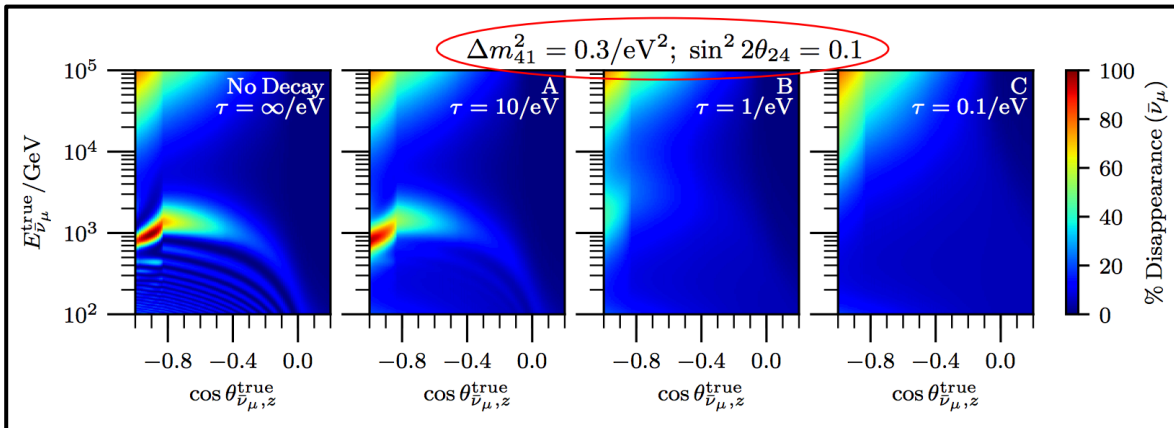 Δm²₄₁ = 0.3/eV²; sin² 2θ₂₄ = 0.1
No Decay
τ = ∞/eV
A
τ = 10/eV
B
τ = 1/eV
C
τ = 0.1/eV
10⁵
10⁴
10³
10²
E^true_ν̄μ /GeV
−0.8 −0.4 0.0
−0.8 −0.4 0.0
−0.8 −0.4 0.0
−0.8 −0.4 0.0
cos θ^true_ν̄μ,z
cos θ^true_ν̄μ,z
cos θ^true_ν̄μ,z
cos θ^true_ν̄μ,z
100
80
60
40
20
0
% Disappearance (ν̄μ)